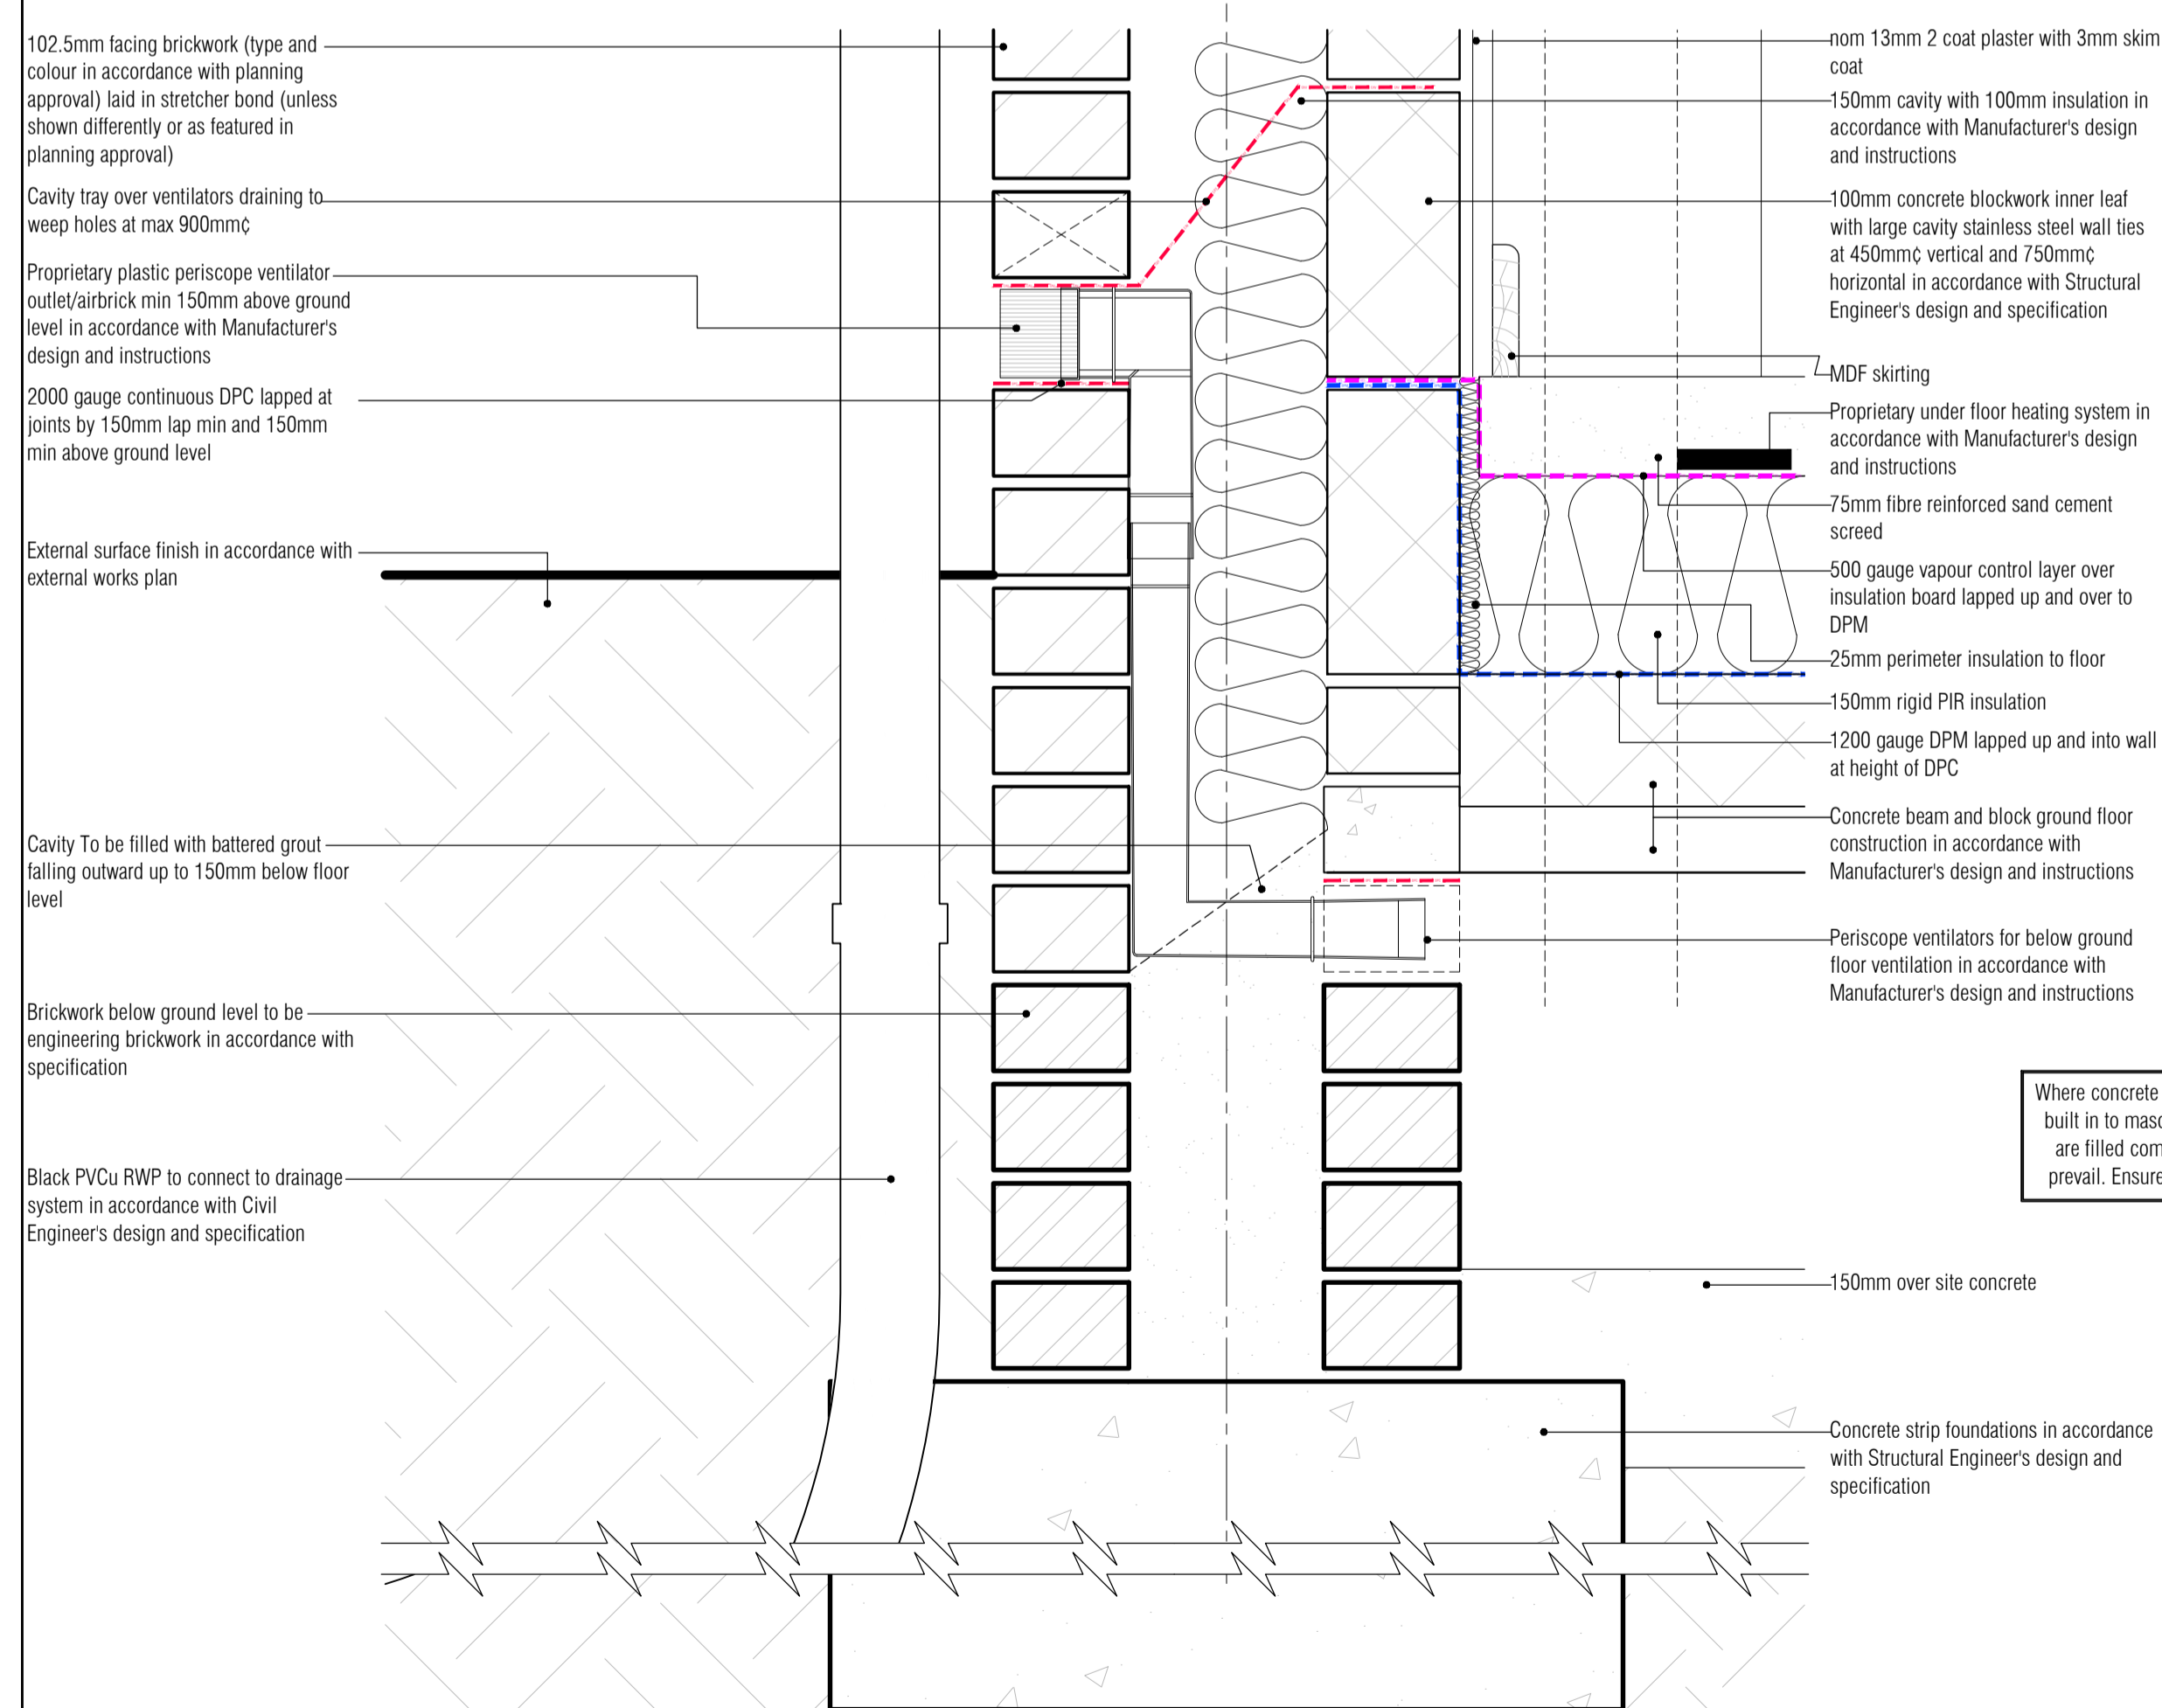 102.5mm facing brickwork (type and
colour in accordance with planning
approval) laid in stretcher bond (unless
shown differently or as featured in
planning approval)
Cavity tray over ventilators draining to
weep holes at max 900mm¢
Proprietary plastic periscope ventilator
outlet/airbrick min 150mm above ground
level in accordance with Manufacturer's
design and instructions
2000 gauge continuous DPC lapped at
joints by 150mm lap min and 150mm
min above ground level
External surface finish in accordance with
external works plan
Cavity To be filled with battered grout
falling outward up to 150mm below floor
level
Brickwork below ground level to be
engineering brickwork in accordance with
specification
Black PVCu RWP to connect to drainage
system in accordance with Civil
Engineer's design and specification
nom 13mm 2 coat plaster with 3mm skim
coat
150mm cavity with 100mm insulation in
accordance with Manufacturer's design
and instructions
100mm concrete blockwork inner leaf
with large cavity stainless steel wall ties
at 450mm¢ vertical and 750mm¢
horizontal in accordance with Structural
Engineer's design and specification
MDF skirting
Proprietary under floor heating system in
accordance with Manufacturer's design
and instructions
75mm fibre reinforced sand cement
screed
500 gauge vapour control layer over
insulation board lapped up and over to
DPM
25mm perimeter insulation to floor
150mm rigid PIR insulation
1200 gauge DPM lapped up and into wall
at height of DPC
Concrete beam and block ground floor
construction in accordance with
Manufacturer's design and instructions
Periscope ventilators for below ground
floor ventilation in accordance with
Manufacturer's design and instructions
Where concrete
built in to
are filled
prevail. Ensure
150mm over site concrete
Concrete strip foundations in accordance
with Structural Engineer's design and
specification